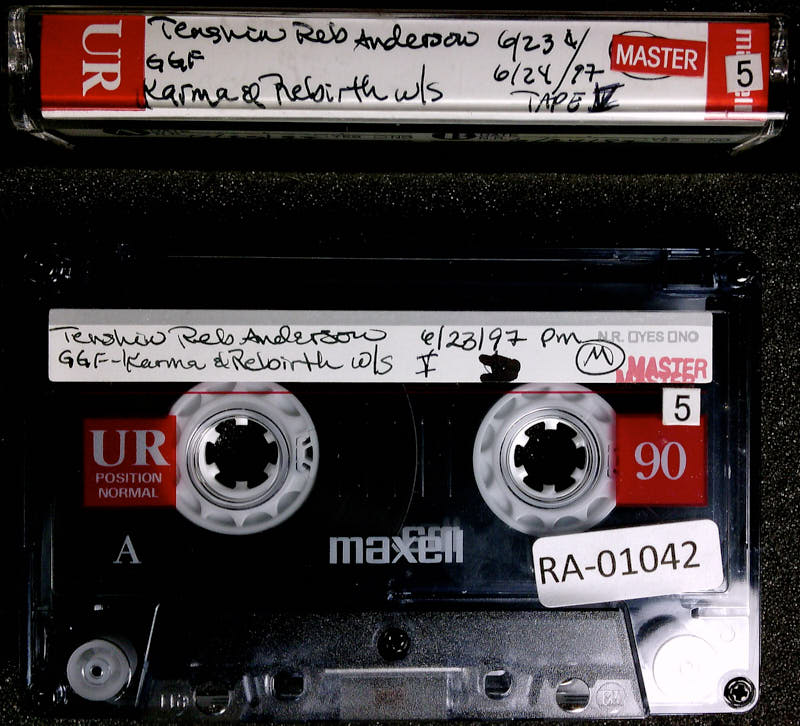 UR
Tenshin Reb Anderson 6/23 &
GGF 6/24/97
Karma & Rebirth w/s TAPE V
MASTER
5
Tenshin Reb Anderson 6/23/97 pm
GGF--Karma & Rebirth w/s V
M
N.R. □YES □NO
MASTER
MASTER
5
UR
POSITION
NORMAL
90
A
maxell
RA-01042